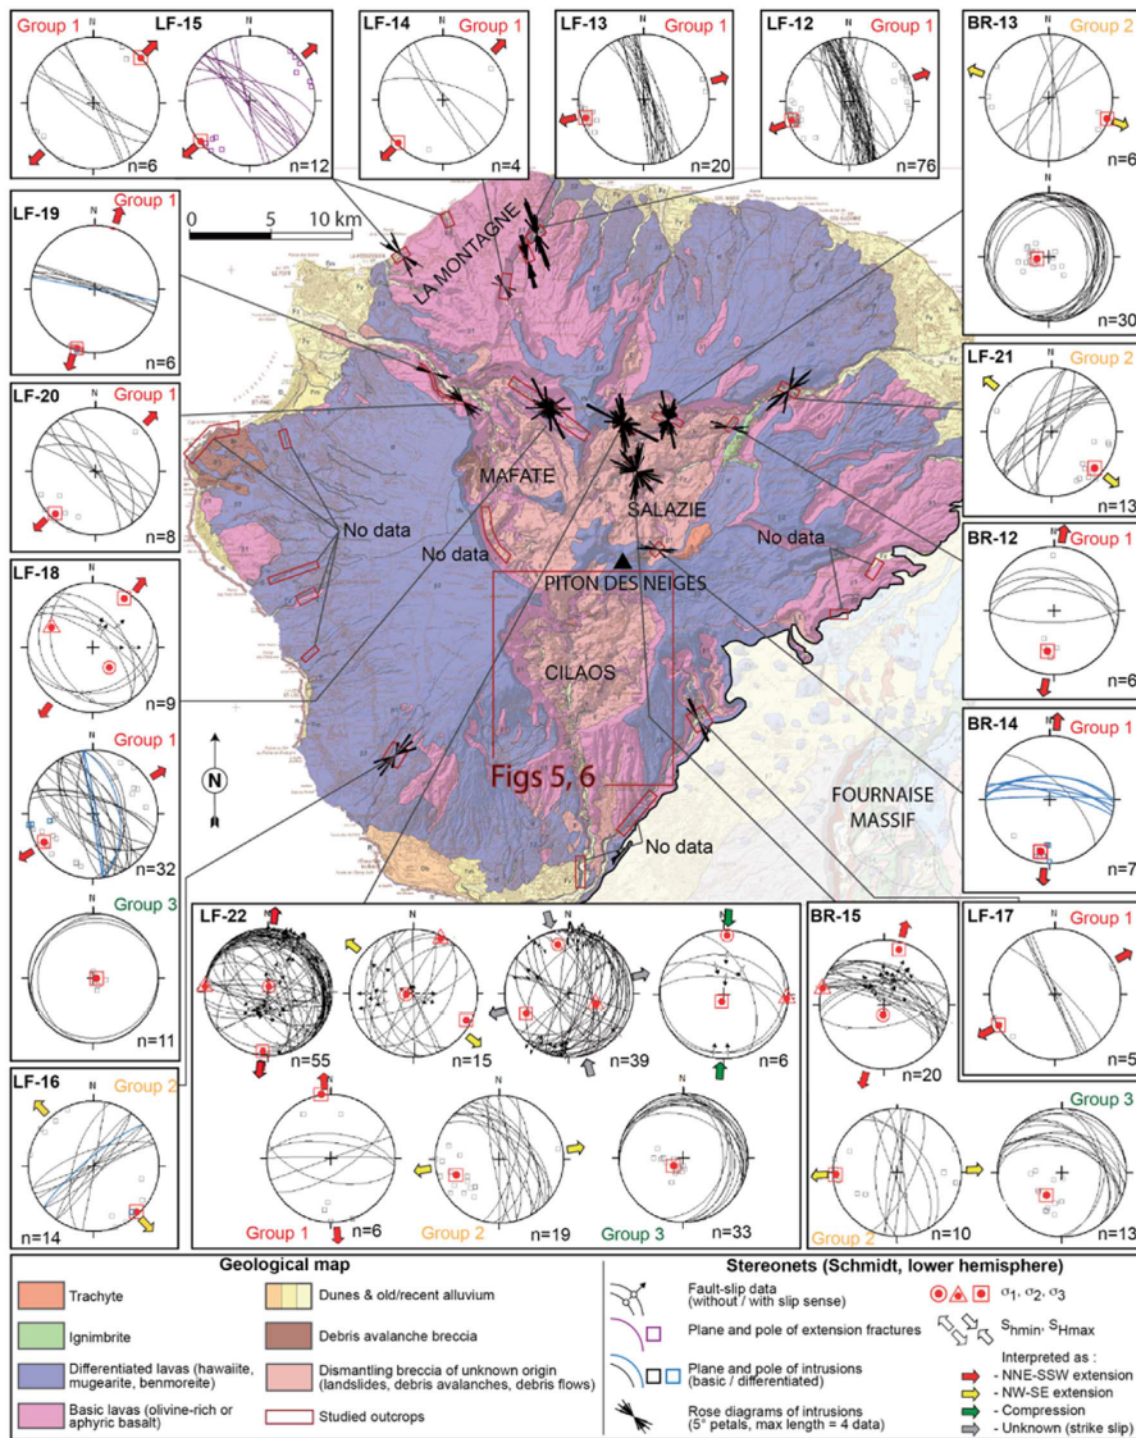 Group 1
LF-15
n=6
n=12
LF-14
Group 1
n=4
LF-13
Group 1
n=20
LF-12
Group 1
n=76
BR-13
Group 2
n=6
n=30
LF-19
Group 1
n=6
LF-20
Group 1
n=8
LF-18
n=9
Group 1
n=32
Group 3
n=11
LF-16
Group 2
n=14
0 5 10 km
LA MONTAGNE
MAFATE
SALAZIE
PITON DES NEIGES
CILAOS
FOURNAISE
MASSIF
No data
No data
No data
No data
Figs 5, 6
N
LF-21
Group 2
n=13
BR-12
Group 1
n=6
BR-14
Group 1
n=7
LF-17
Group 1
n=5
LF-22
n=55
n=15
n=39
n=6
Group 1
n=6
Group 2
n=19
Group 3
n=33
BR-15
n=20
Group 2
n=10
Group 3
n=13
Geological map
Trachyte
Ignimbrite
Differentiated lavas (hawaiite,
mugearite, benmoreite)
Basic lavas (olivine-rich or
aphyric basalt)
Dunes & old/recent alluvium
Debris avalanche breccia
Dismantling breccia of unknown origin
(landslides, debris avalanches, debris flows)
Studied outcrops
Stereonets (Schmidt, lower hemisphere)
Fault-slip data
(without / with slip sense)
Plane and pole of extension fractures
Plane and pole of intrusions
(basic / differentiated)
Rose diagrams of intrusions
(5° petals, max length = 4 data)
σ1, σ2, σ3
Shmin, SHmax
Interpreted as :
- NNE-SSW extension
- NW-SE extension
- Compression
- Unknown (strike slip)